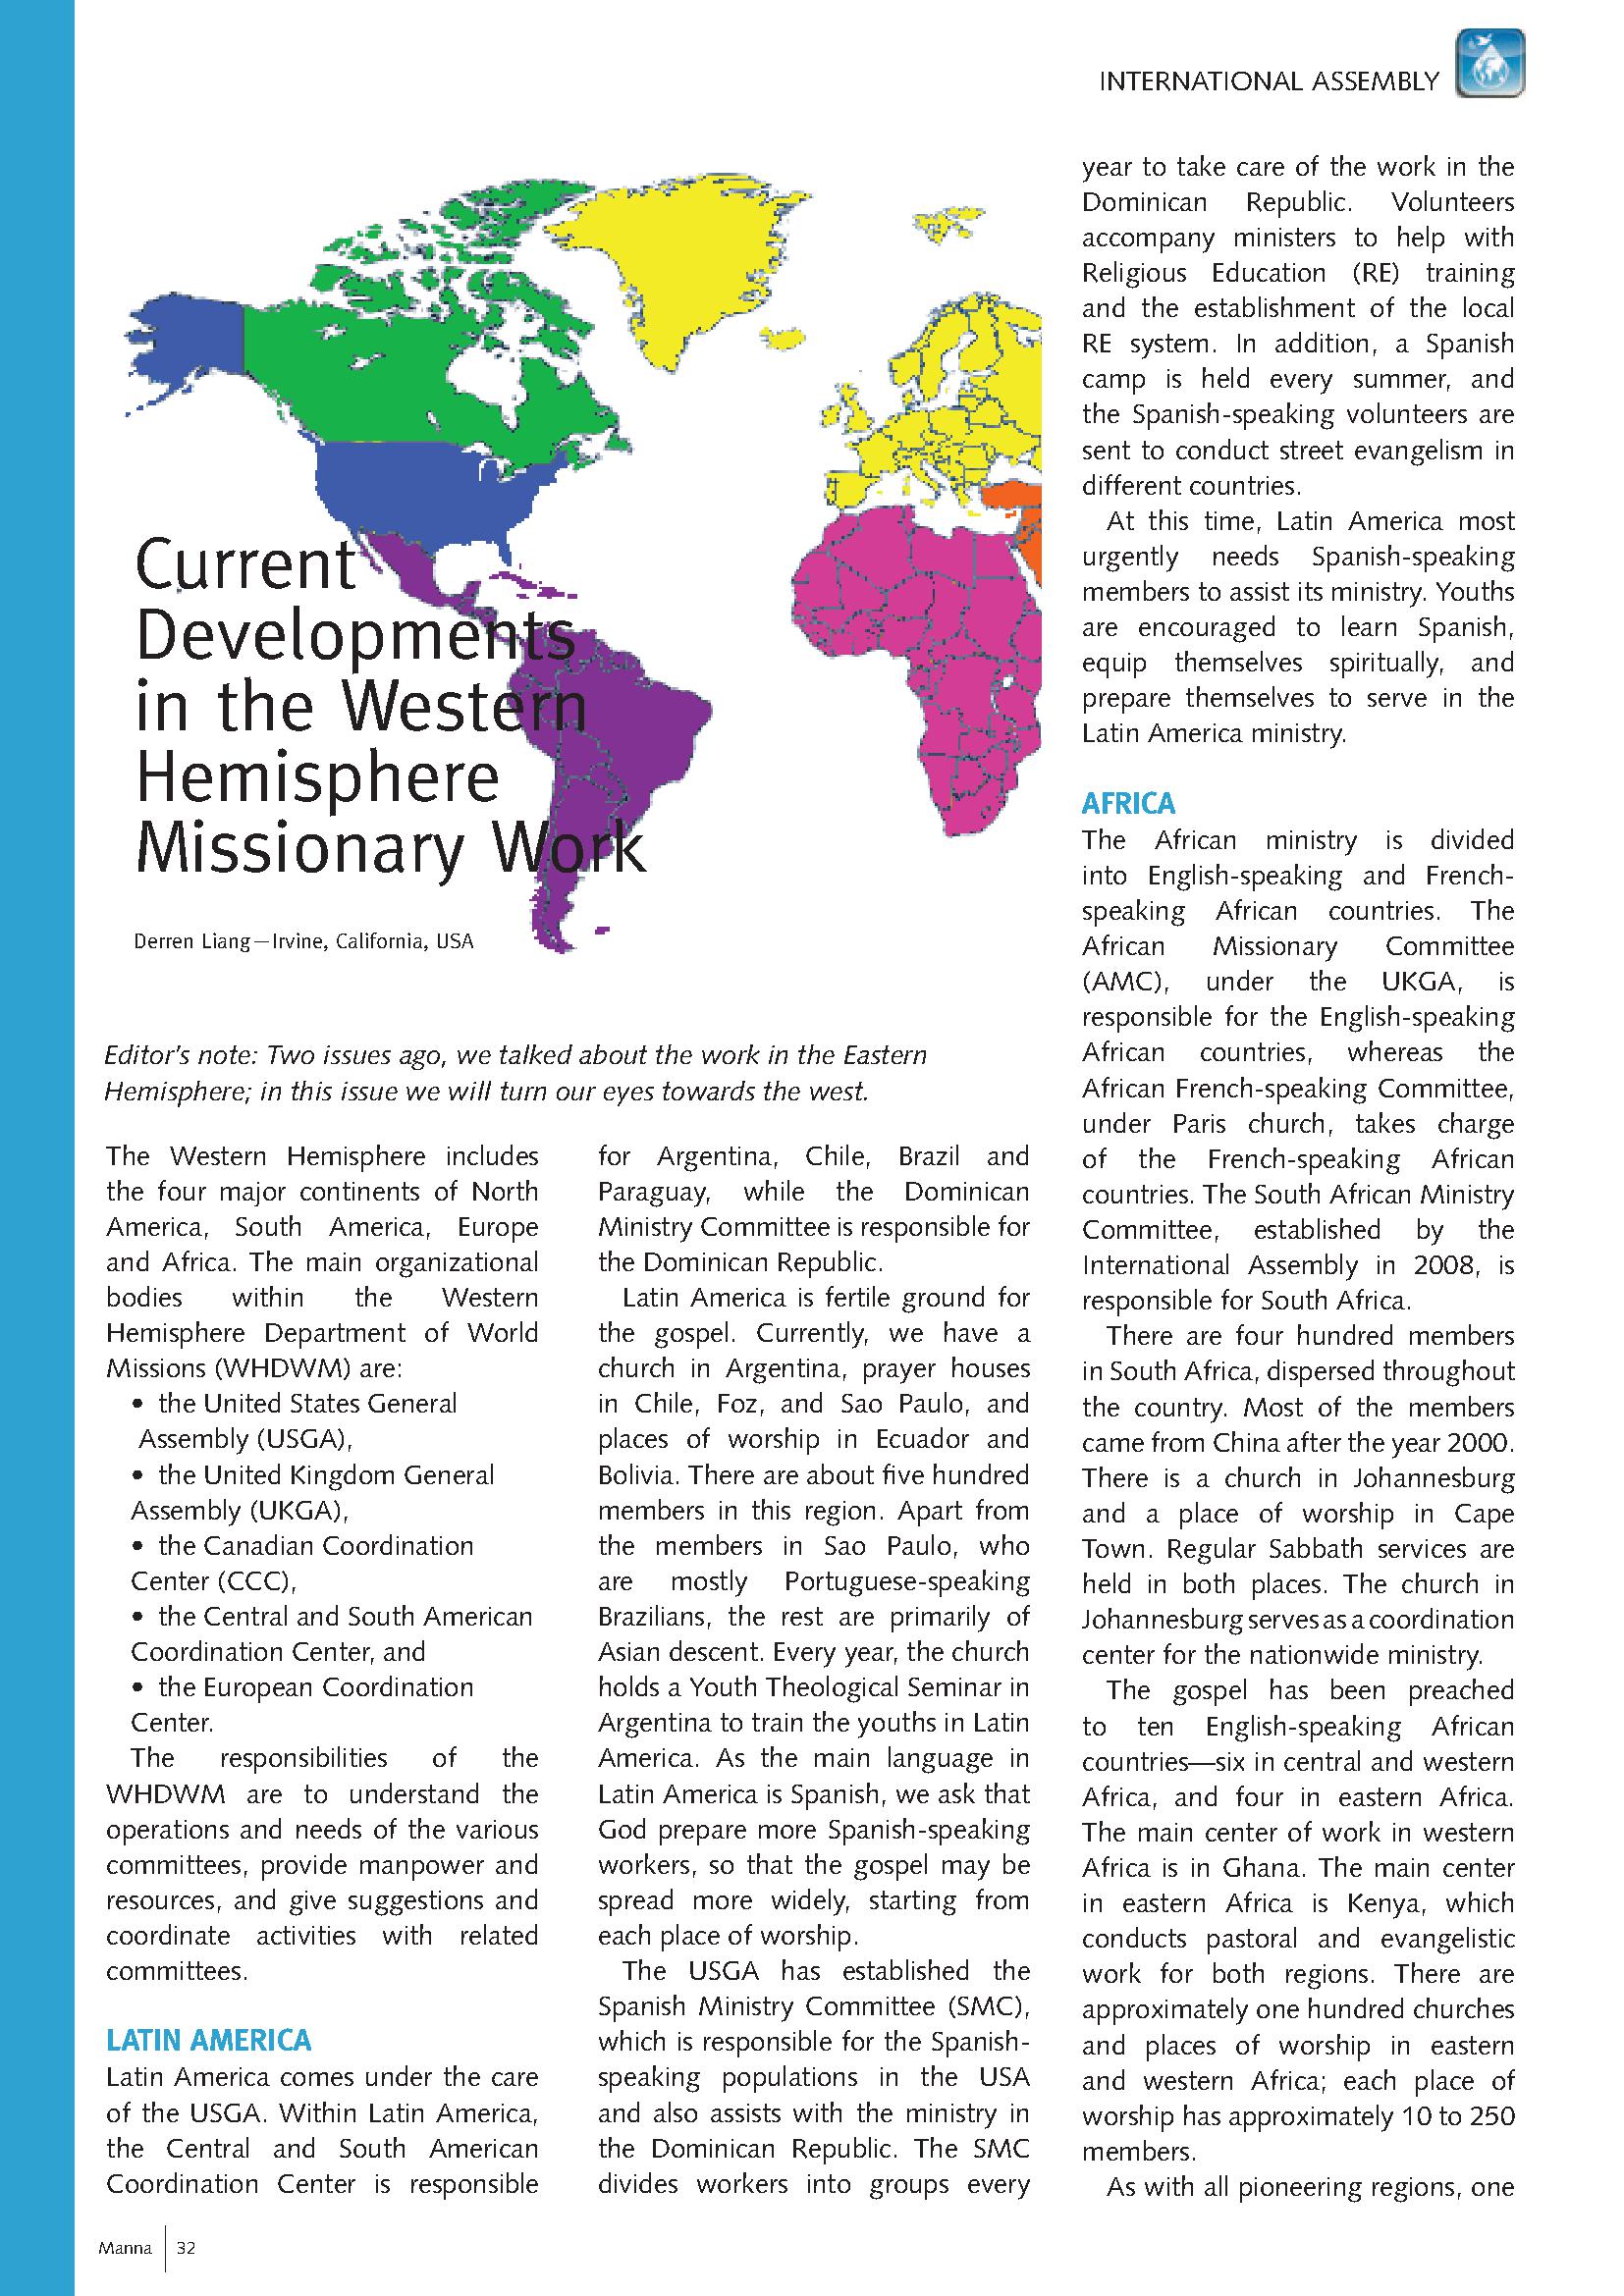 INTERNATIONAL ASSEMBLY
Current
Developments
in the Western
Hemisphere
Missionary Work
Derren Liang—Irvine, California, USA
Editor's note: Two issues ago, we talked about the work in the Eastern
Hemisphere; in this issue we will turn our eyes towards the west.
The Western Hemisphere includes
the four major continents of North
America, South America, Europe
and Africa. The main organizational
bodies within the Western
Hemisphere Department of World
Missions (WHDWM) are:
• the United States General
Assembly (USGA),
• the United Kingdom General
Assembly (UKGA),
• the Canadian Coordination
Center (CCC),
• the Central and South American
Coordination Center, and
• the European Coordination
Center.
The responsibilities of the
WHDWM are to understand the
operations and needs of the various
committees, provide manpower and
resources, and give suggestions and
coordinate activities with related
committees.
LATIN AMERICA
Latin America comes under the care
of the USGA. Within Latin America,
the Central and South American
Coordination Center is responsible
for Argentina, Chile, Brazil and
Paraguay, while the Dominican
Ministry Committee is responsible for
the Dominican Republic.
Latin America is fertile ground for
the gospel. Currently, we have a
church in Argentina, prayer houses
in Chile, Foz, and Sao Paulo, and
places of worship in Ecuador and
Bolivia. There are about five hundred
members in this region. Apart from
the members in Sao Paulo, who
are mostly Portuguese-speaking
Brazilians, the rest are primarily of
Asian descent. Every year, the church
holds a Youth Theological Seminar in
Argentina to train the youths in Latin
America. As the main language in
Latin America is Spanish, we ask that
God prepare more Spanish-speaking
workers, so that the gospel may be
spread more widely, starting from
each place of worship.
The USGA has established the
Spanish Ministry Committee (SMC),
which is responsible for the Spanish-
speaking populations in the USA
and also assists with the ministry in
the Dominican Republic. The SMC
divides workers into groups every
year to take care of the work in the
Dominican Republic. Volunteers
accompany ministers to help with
Religious Education (RE) training
and the establishment of the local
RE system. In addition, a Spanish
camp is held every summer, and
the Spanish-speaking volunteers are
sent to conduct street evangelism in
different countries.
At this time, Latin America most
urgently needs Spanish-speaking
members to assist its ministry. Youths
are encouraged to learn Spanish,
equip themselves spiritually, and
prepare themselves to serve in the
Latin America ministry.
AFRICA
The African ministry is divided
into English-speaking and French-
speaking African countries. The
African Missionary Committee
(AMC), under the UKGA, is
responsible for the English-speaking
African countries, whereas the
African French-speaking Committee,
under Paris church, takes charge
of the French-speaking African
countries. The South African Ministry
Committee, established by the
International Assembly in 2008, is
responsible for South Africa.
There are four hundred members
in South Africa, dispersed throughout
the country. Most of the members
came from China after the year 2000.
There is a church in Johannesburg
and a place of worship in Cape
Town. Regular Sabbath services are
held in both places. The church in
Johannesburg serves as a coordination
center for the nationwide ministry.
The gospel has been preached
to ten English-speaking African
countries—six in central and western
Africa, and four in eastern Africa.
The main center of work in western
Africa is in Ghana. The main center
in eastern Africa is Kenya, which
conducts pastoral and evangelistic
work for both regions. There are
approximately one hundred churches
and places of worship in eastern
and western Africa; each place of
worship has approximately 10 to 250
members.
As with all pioneering regions, one
Manna 32